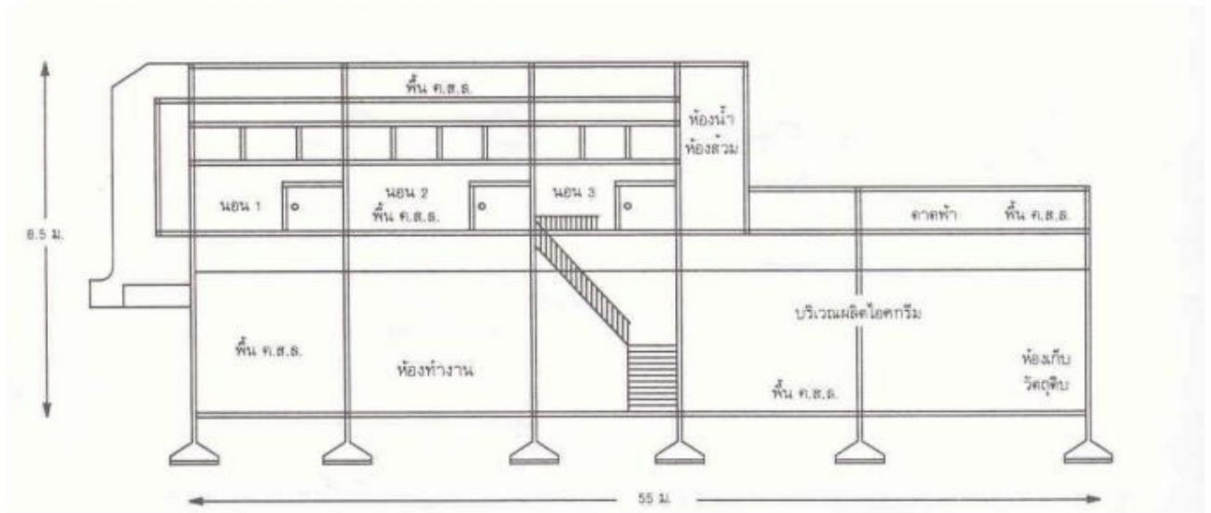 พื้น ค.ส.ล.
ห้องน้ำ
ห้องส้วม
นอน 1
นอน 2
พื้น ค.ส.ล.
นอน 3
ดาดฟ้า พื้น ค.ส.ล.
8.5 ม.
บริเวณผลิตไอศกรีม
พื้น ค.ส.ล.
ห้องทำงาน
ห้องเก็บ
วัตถุดิบ
พื้น ค.ส.ล.
55 ม.